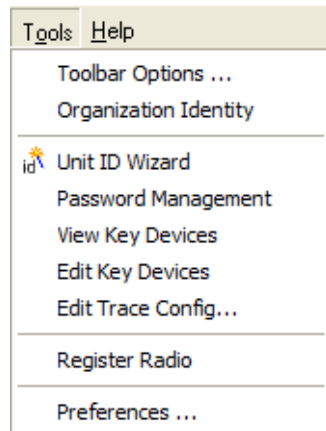 Tools Help
Toolbar Options ...
Organization Identity
id Unit ID Wizard
Password Management
View Key Devices
Edit Key Devices
Edit Trace Config...
Register Radio
Preferences ...